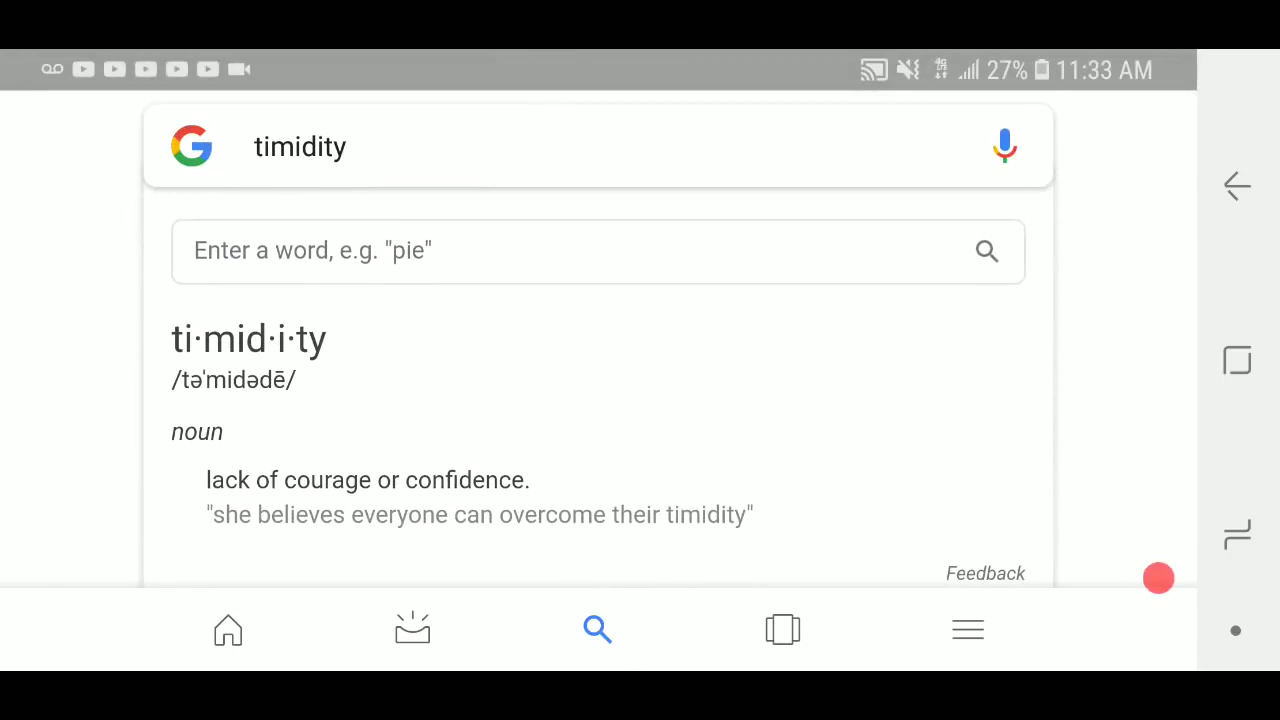 27% 11:33 AM
timidity
Enter a word, e.g. "pie"
ti·mid·i·ty
/təˈmidədē/
noun
lack of courage or confidence.
"she believes everyone can overcome their timidity"
Feedback